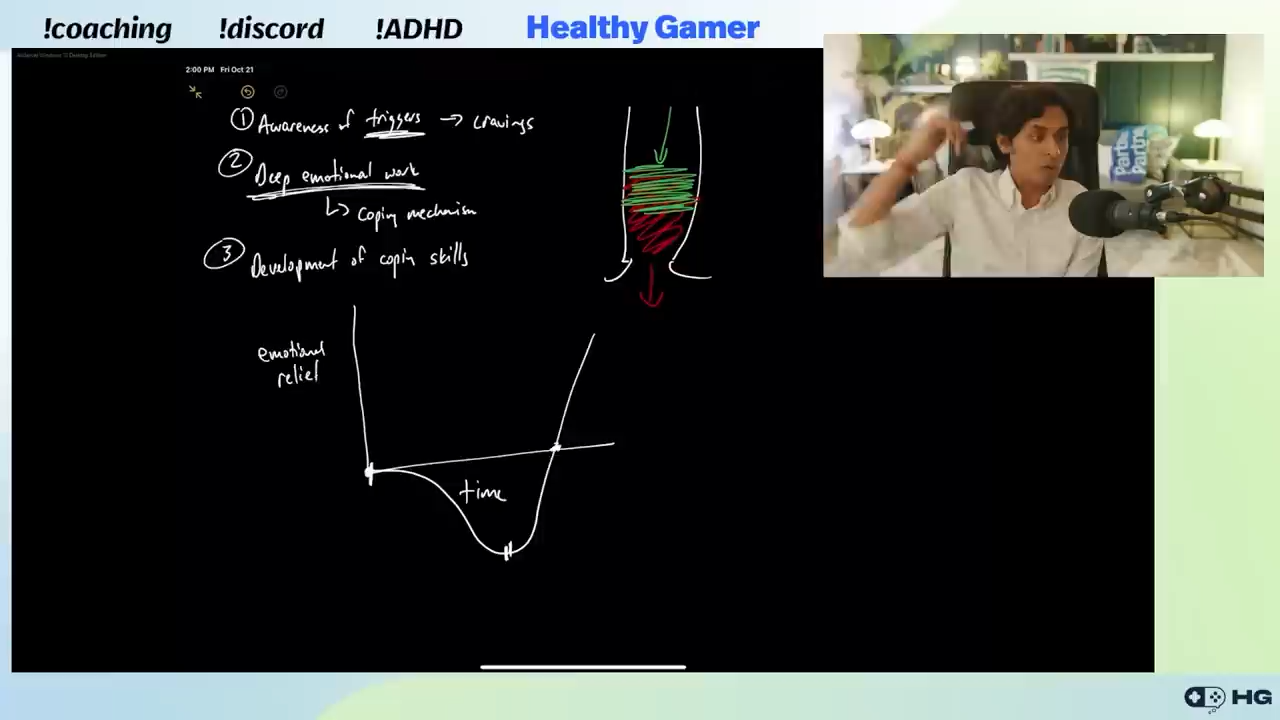 !coaching !discord !ADHD Healthy Gamer
2:00 PM Fri Oct 21
① Awareness of triggers → cravings
② Deep emotional work
↳ Coping mechanism
③ Development of copin skills
emotional
relief
time
HG